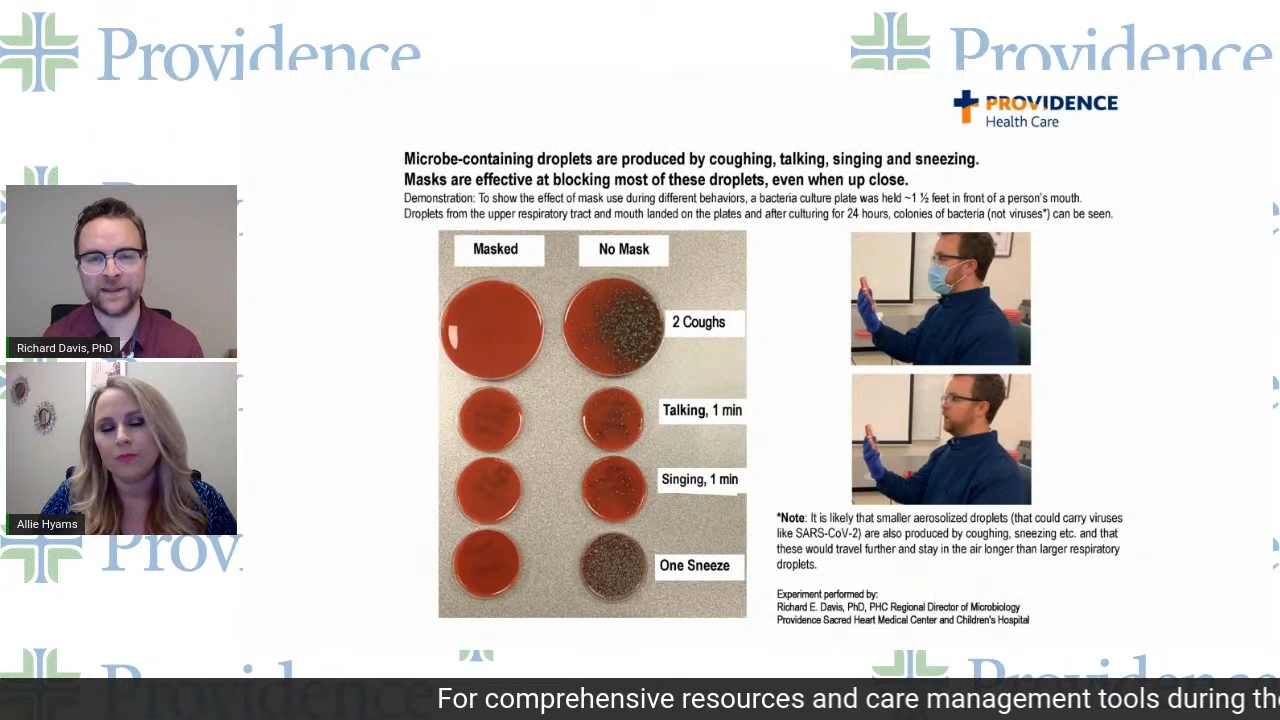 Providence
Providence
PROVIDENCE
Health Care
Microbe-containing droplets are produced by coughing, talking, singing and sneezing.
Masks are effective at blocking most of these droplets, even when up close.
Demonstration: To show the effect of mask use during different behaviors, a bacteria culture plate was held ~1 ½ feet in front of a person's mouth.
Droplets from the upper respiratory tract and mouth landed on the plates and after culturing for 24 hours, colonies of bacteria (not viruses*) can be seen.
Masked
No Mask
2 Coughs
Talking, 1 min
Singing, 1 min
One Sneeze
Richard Davis, PhD
Allie Hyams
Prov
*Note: It is likely that smaller aerosolized droplets (that could carry viruses
like SARS-CoV-2) are also produced by coughing, sneezing etc. and that
these would travel further and stay in the air longer than larger respiratory
droplets.
Experiment performed by:
Richard E. Davis, PhD, PHC Regional Director of Microbiology
Providence Sacred Heart Medical Center and Children's Hospital
Providence
Providence
For comprehensive resources and care management tools during th